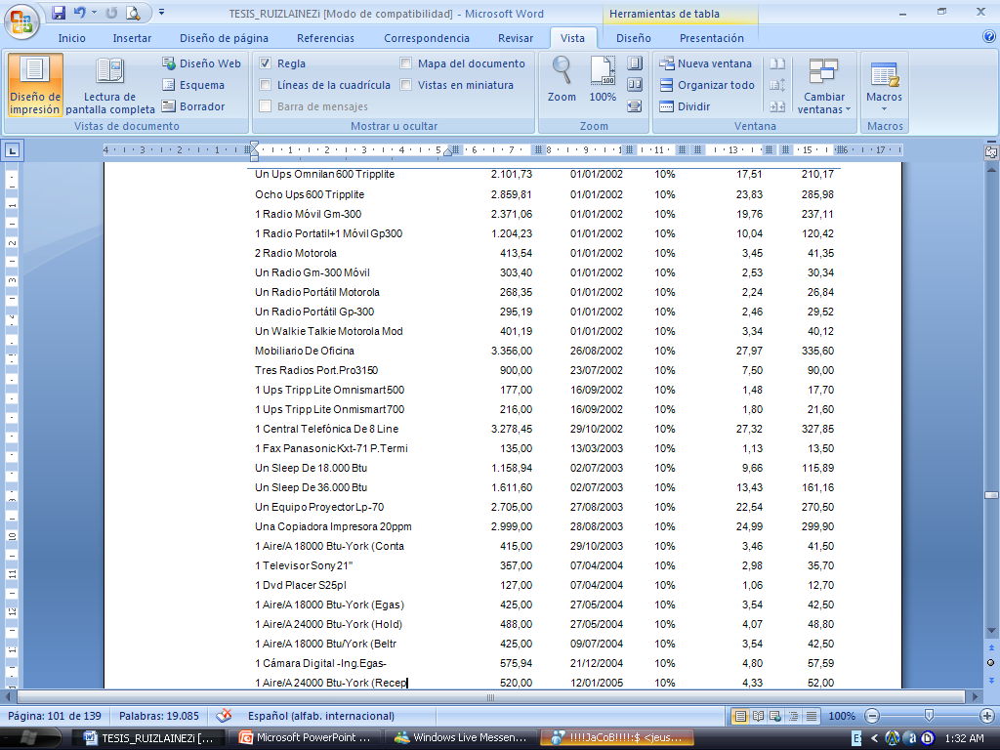 TESIS_RUIZLAINEZi [Modo de compatibilidad] - Microsoft Word
Herramientas de tabla
Inicio Insertar Diseño de página Referencias Correspondencia Revisar Vista Diseño Presentación
Diseño de impresión
Lectura de pantalla completa
Diseño Web
Esquema
Borrador
Vistas de documento
Regla
Líneas de la cuadrícula
Barra de mensajes
Mapa del documento
Vistas en miniatura
Mostrar u ocultar
Zoom
100%
Zoom
Nueva ventana
Organizar todo
Dividir
Cambiar ventanas
Ventana
Macros
Macros
4 3 2 1 1 2 3 4 5 6 7 8 9 1 11 13 15 17
Un Ups Omnilan 600 Tripplite 2.101,73 01/01/2002 10% 17,51 210,17
Ocho Ups 600 Tripplite 2.859,81 01/01/2002 10% 23,83 285,98
1 Radio Móvil Gm-300 2.371,06 01/01/2002 10% 19,76 237,11
1 Radio Portatil+1 Móvil Gp300 1.204,23 01/01/2002 10% 10,04 120,42
2 Radio Motorola 413,54 01/01/2002 10% 3,45 41,35
Un Radio Gm-300 Móvil 303,40 01/01/2002 10% 2,53 30,34
Un Radio Portátil Motorola 268,35 01/01/2002 10% 2,24 26,84
Un Radio Portátil Gp-300 295,19 01/01/2002 10% 2,46 29,52
Un Walkie Talkie Motorola Mod 401,19 01/01/2002 10% 3,34 40,12
Mobiliario De Oficina 3.356,00 26/08/2002 10% 27,97 335,60
Tres Radios Port.Pro3150 900,00 23/07/2002 10% 7,50 90,00
1 Ups Tripp Lite Omnismart 500 177,00 16/09/2002 10% 1,48 17,70
1 Ups Tripp Lite Omnismart 700 216,00 16/09/2002 10% 1,80 21,60
1 Central Telefónica De 8 Line 3.278,45 29/10/2002 10% 27,32 327,85
1 Fax Panasonic Kxt-71 P.Termi 135,00 13/03/2003 10% 1,13 13,50
Un Sleep De 18.000 Btu 1.158,94 02/07/2003 10% 9,66 115,89
Un Sleep De 36.000 Btu 1.611,60 02/07/2003 10% 13,43 161,16
Un Equipo Proyector Lp-70 2.705,00 27/08/2003 10% 22,54 270,50
Una Copiadora Impresora 20ppm 2.999,00 28/08/2003 10% 24,99 299,90
1 Aire/A 18000 Btu-York (Conta 415,00 29/10/2003 10% 3,46 41,50
1 Televisor Sony 21" 357,00 07/04/2004 10% 2,98 35,70
1 Dvd Placer S25pl 127,00 07/04/2004 10% 1,06 12,70
1 Aire/A 18000 Btu-York (Egas) 425,00 27/05/2004 10% 3,54 42,50
1 Aire/A 24000 Btu-York (Hold) 488,00 27/05/2004 10% 4,07 48,80
1 Aire/A 18000 Btu/York (Beltr 425,00 09/07/2004 10% 3,54 42,50
1 Cámara Digital -Ing.Egas- 575,94 21/12/2004 10% 4,80 57,59
1 Aire/A 24000 Btu-York (Recep 520,00 12/01/2005 10% 4,33 52,00
Página: 101 de 139 Palabras: 19.085 Español (alfab. internacional) 100%
TESIS_RUIZLAINEZi [... Microsoft PowerPoint ... Windows Live Messen... !!!!JaCoB!!!!:$ <jeus... E 1:32 AM